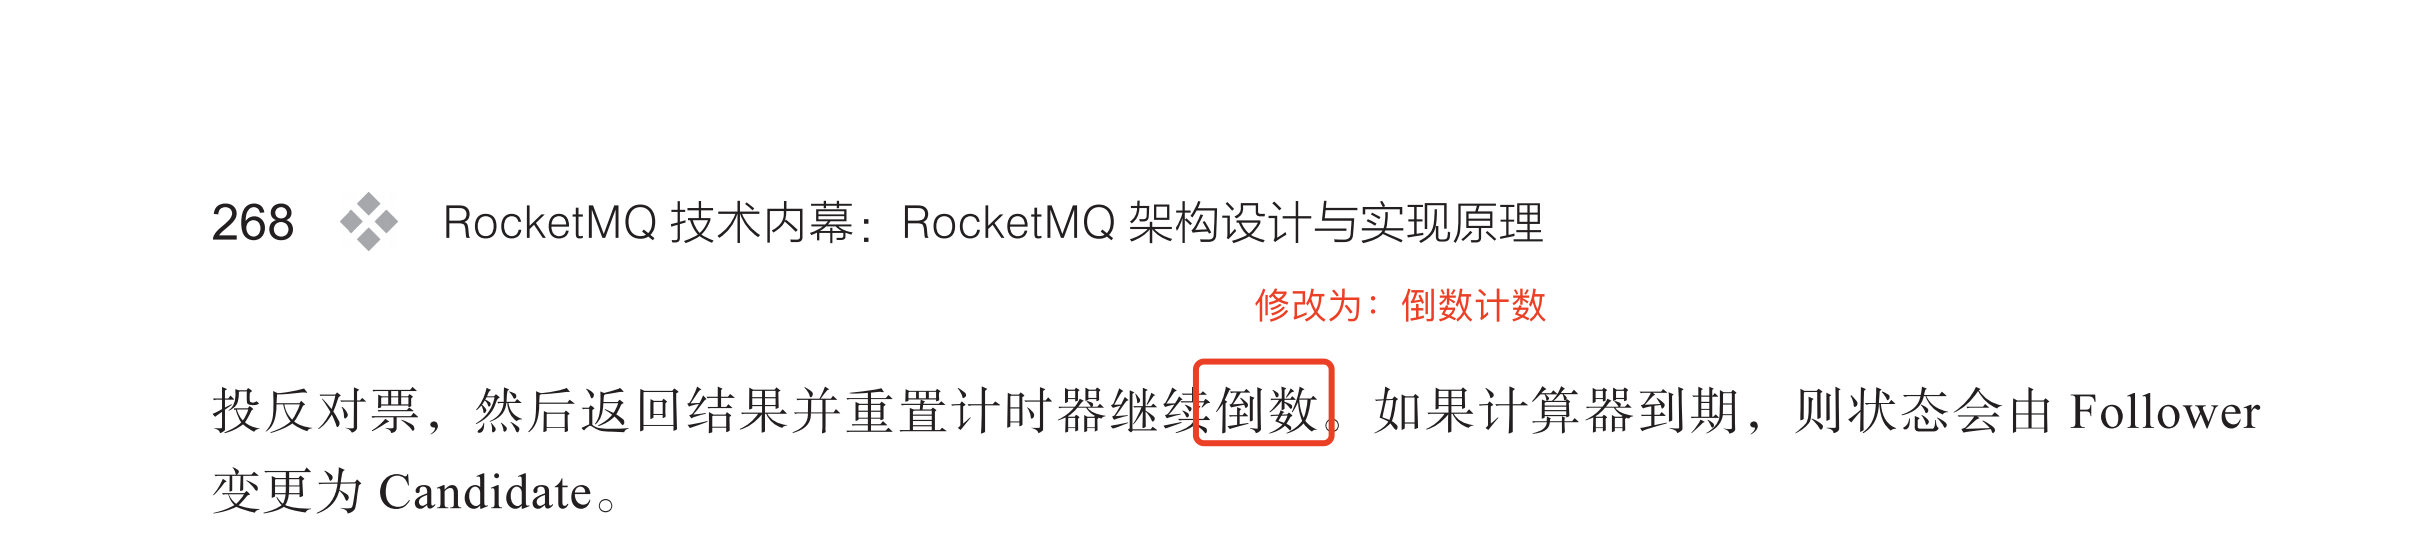 268 RocketMQ 技术内幕：RocketMQ 架构设计与实现原理
修改为：倒数计数
投反对票，然后返回结果并重置计时器继续倒数。如果计算器到期，则状态会由 Follower
变更为 Candidate。